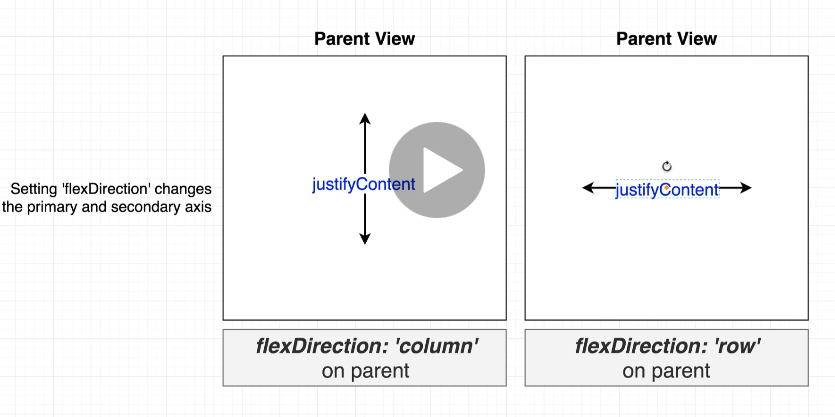 Parent View
Parent View
Setting 'flexDirection' changes
the primary and secondary axis
justifyContent
justifyContent
flexDirection: 'column'
on parent
flexDirection: 'row'
on parent